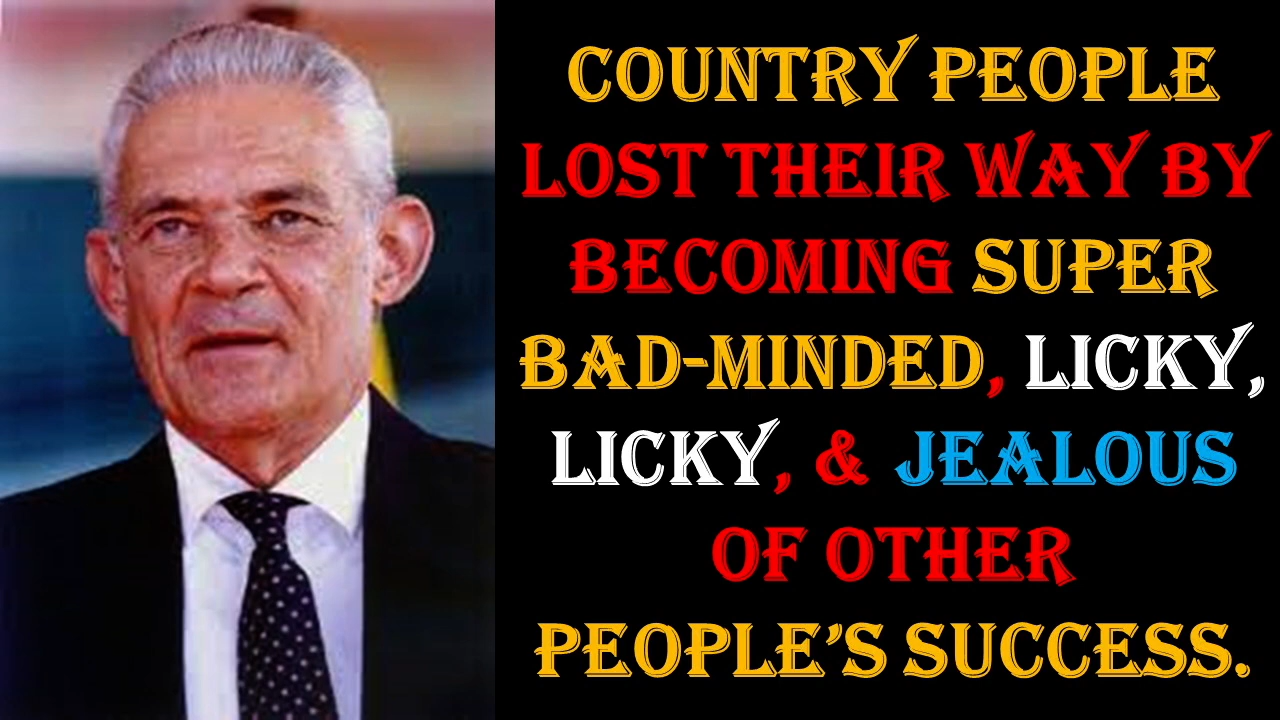 COUNTRY PEOPLE
LOST THEIR WAY BY
BECOMING SUPER
BAD-MINDED, LICKY,
LICKY, & JEALOUS
OF OTHER
PEOPLE'S SUCCESS.